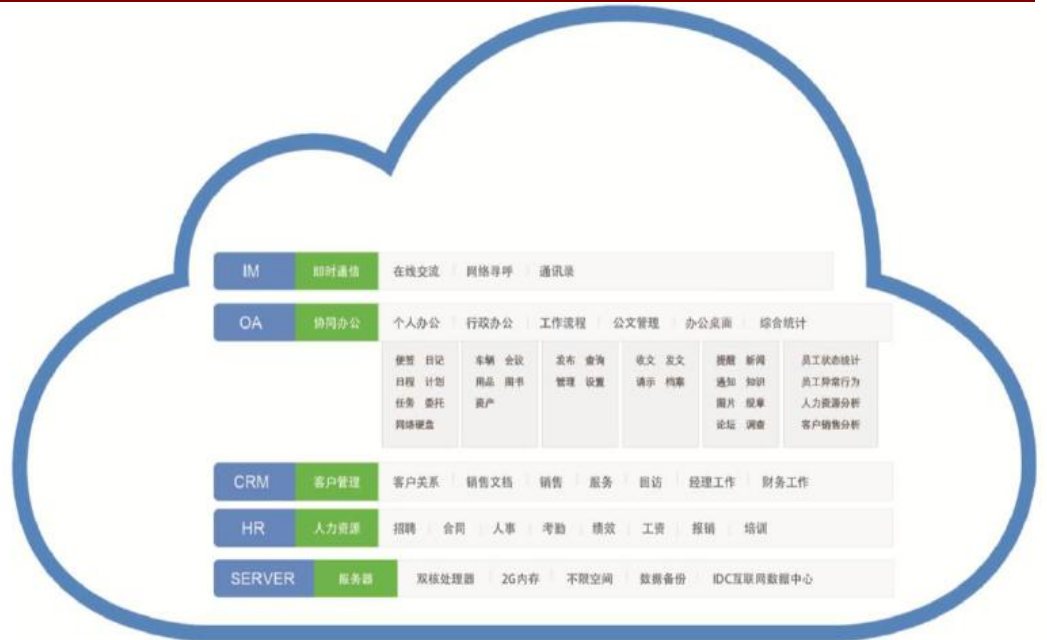 IM 即时通信 在线交流 网络寻呼 通讯录
OA 协同办公 个人办公 行政办公 工作流程 公文管理 办公桌面 综合统计
便签 日记 车辆 会议 发布 查询 收文 发文 提醒 新闻 员工状态统计
日程 计划 用品 图书 管理 设置 请示 档案 通知 知识 员工异常行为
任务 委托 资产 图片 规章 人力资源分析
网络硬盘 论坛 调查 客户销售分析
CRM 客户管理 客户关系 销售文档 销售 服务 回访 经理工作 财务工作
HR 人力资源 招聘 合同 人事 考勤 绩效 工资 报销 培训
SERVER 服务器 双核处理器 2G内存 不限空间 数据备份 IDC互联网数据中心